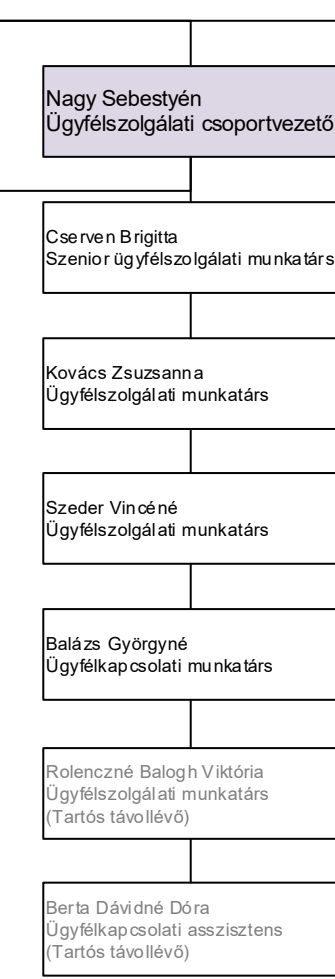 Nagy Sebestyén
Ügyfélszolgálati csoportvezető
Cserven Brigitta
Szenior ügyfélszolgálati munkatárs
Kovács Zsuzsanna
Ügyfélszolgálati munkatárs
Szeder Vincéné
Ügyfélszolgálati munkatárs
Balázs Györgyné
Ügyfélkapcsolati munkatárs
Rolenczné Balogh Viktória
Ügyfélszolgálati munkatárs
(Tartós távollévő)
Berta Dávidné Dóra
Ügyfélkapcsolati asszisztens
(Tartós távollévő)